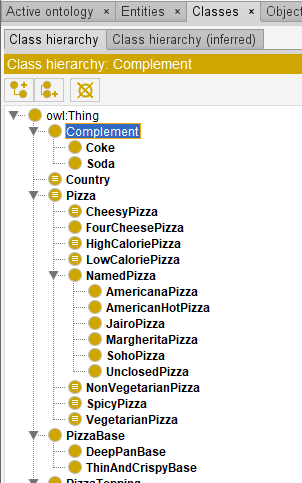 Active ontology × Entities × Classes × Object
Class hierarchy Class hierarchy (inferred)
Class hierarchy: Complement
owl:Thing
Complement
Coke
Soda
Country
Pizza
CheesyPizza
FourCheesePizza
HighCaloriePizza
LowCaloriePizza
NamedPizza
AmericanaPizza
AmericanHotPizza
JairoPizza
MargheritaPizza
SohoPizza
UnclosedPizza
NonVegetarianPizza
SpicyPizza
VegetarianPizza
PizzaBase
DeepPanBase
ThinAndCrispyBase
PizzaTopping